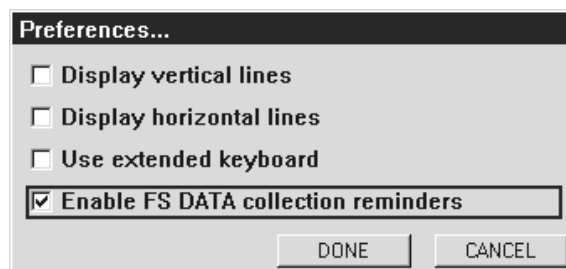 Preferences...
Display vertical lines
Display horizontal lines
Use extended keyboard
Enable FS DATA collection reminders
DONE CANCEL